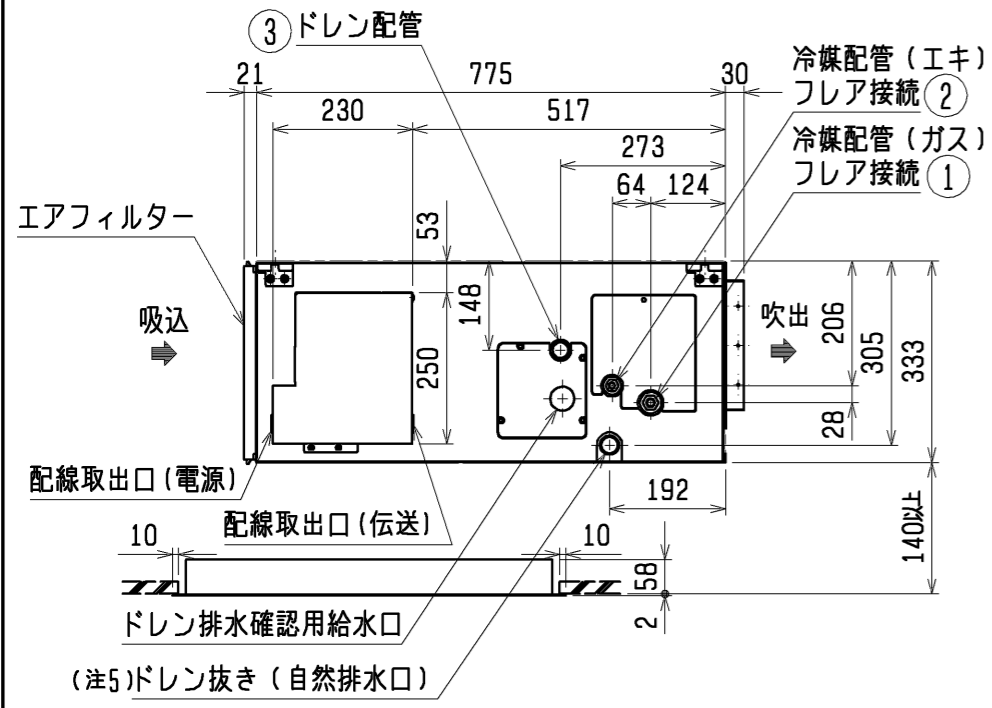 ③ ドレン配管
冷媒配管（エキ）
フレア接続 ②
21
775
30
230
517
冷媒配管（ガス）
フレア接続 ①
273
64
124
エアフィルター
53
吸込
148
250
吹出
206
305
333
28
配線取出口（電源）
192
配線取出口（伝送）
140以上
10
10
58
2
ドレン排水確認用給水口
（注5）ドレン抜き（自然排水口）